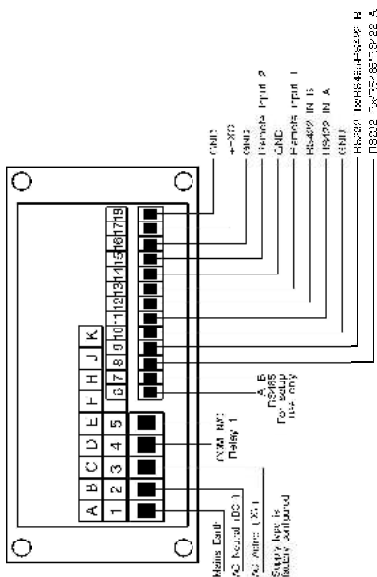 GND
+EXC
GND
Remote Input 2
GND
Remote Input 1
RS422 IN B
RS422 IN A
GND
A B C D E F H J K
1 2 3 4 5 6 7 8 9 10 11 12 13 14 15 16 17 18
A B
RS485
For setup
use only
COM N/O
Relay 1
Mains Earth
AC Neutral (DC-)
AC Active (DC+)
Supply type is
factory configured